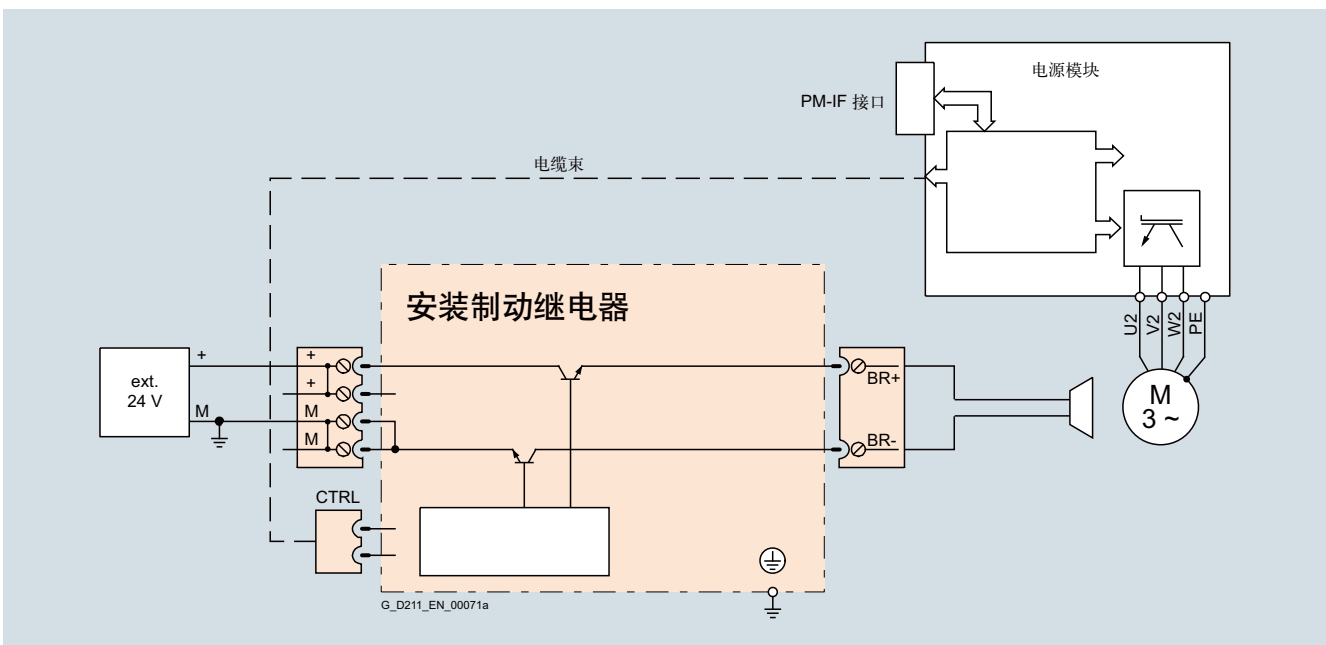 电源模块
PM-IF 接口
电缆束
安装制动继电器
ext.
24 V
+
M
+
+
M
M
CTRL
BR+
BR-
U2
V2
W2
PE
M
3 ~
G_D211_EN_00071a